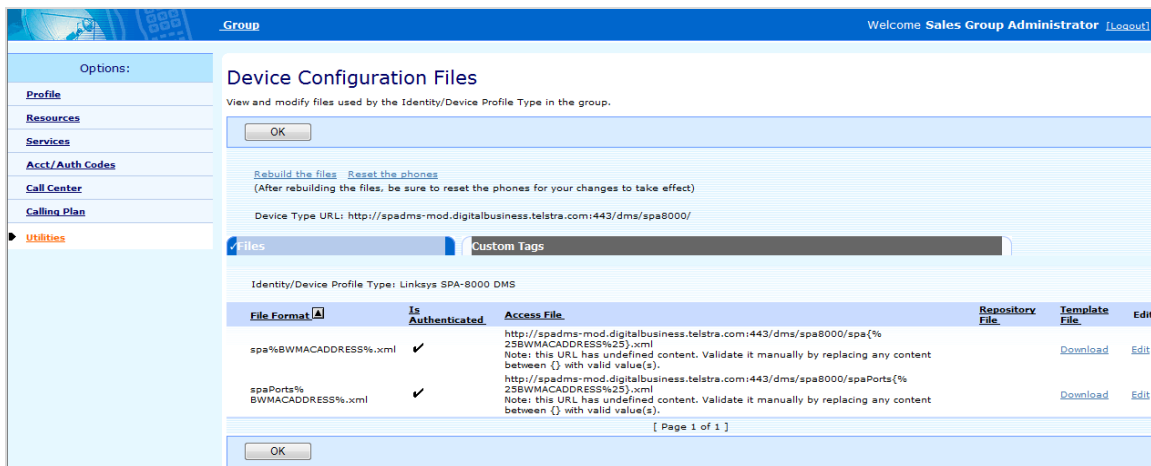 Group
Welcome Sales Group Administrator [Logout]
Options:
Profile
Resources
Services
Acct/Auth Codes
Call Center
Calling Plan
Utilities
Device Configuration Files
View and modify files used by the Identity/Device Profile Type in the group.
OK
Rebuild the files Reset the phones
(After rebuilding the files, be sure to reset the phones for your changes to take effect)
Device Type URL: http://spadms-mod.digitalbusiness.telstra.com:443/dms/spa8000/
Files Custom Tags
Identity/Device Profile Type: Linksys SPA-8000 DMS
File Format Is Authenticated Access File Repository File Template File Edit
spa%BWMACADDRESS%.xml
http://spadms-mod.digitalbusiness.telstra.com:443/dms/spa8000/spa{%
25BWMACADDRESS%25}.xml
Note: this URL has undefined content. Validate it manually by replacing any content
between {} with valid value(s).
Download Edit
spaPorts%
BWMACADDRESS%.xml
http://spadms-mod.digitalbusiness.telstra.com:443/dms/spa8000/spaPorts{%
25BWMACADDRESS%25}.xml
Note: this URL has undefined content. Validate it manually by replacing any content
between {} with valid value(s).
Download Edit
[ Page 1 of 1 ]
OK